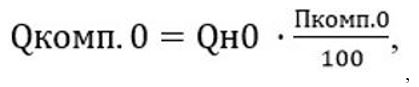 Qкомп. 0 = Qн0 · Пкомп.0/100,
,